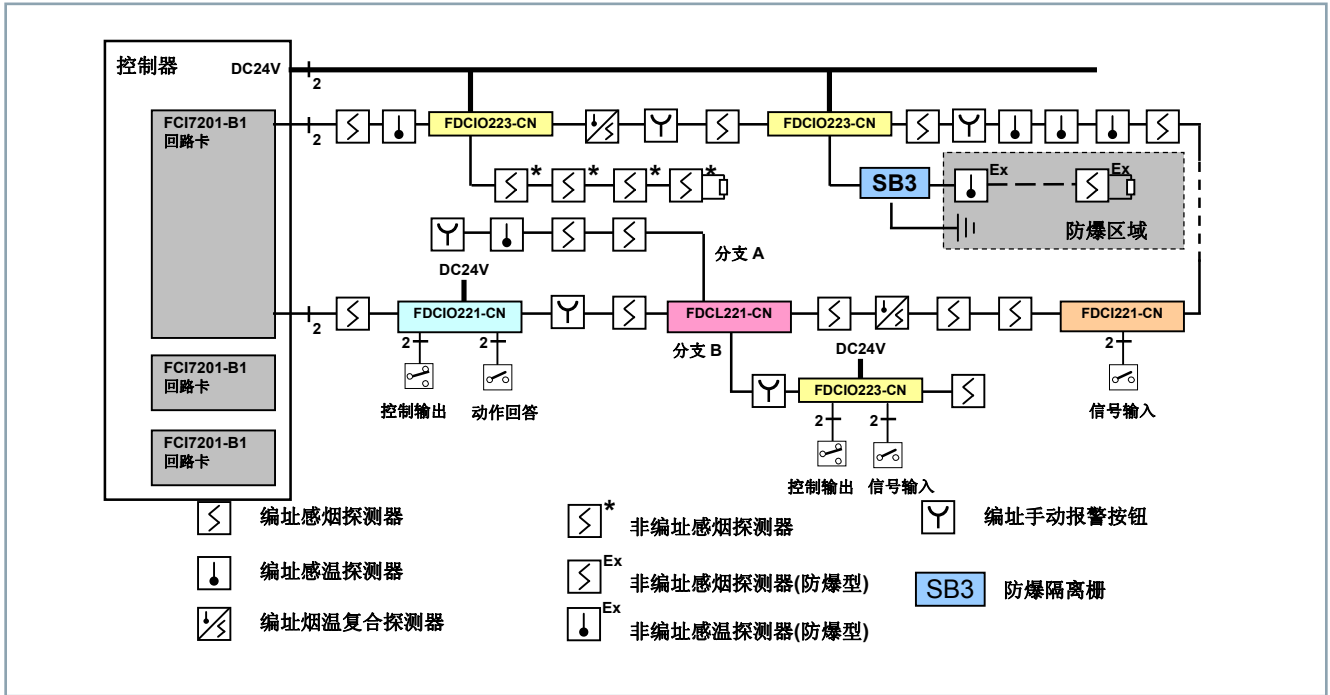 控制器
DC24V
2
FCI7201-B1
回路卡
2
FDCIO223-CN
FDCIO223-CN
* * * *
SB3
Ex
Ex
防爆区域
分支 A
DC24V
2
FDCIO221-CN
FDCL221-CN
FDCI221-CN
2
2
控制输出
动作回答
分支 B
DC24V
FDCIO223-CN
2
2
控制输出
信号输入
2
信号输入
FCI7201-B1
回路卡
FCI7201-B1
回路卡
编址感烟探测器
* 非编址感烟探测器
编址手动报警按钮
编址感温探测器
Ex 非编址感烟探测器(防爆型)
SB3 防爆隔离栅
编址烟温复合探测器
Ex 非编址感温探测器(防爆型)